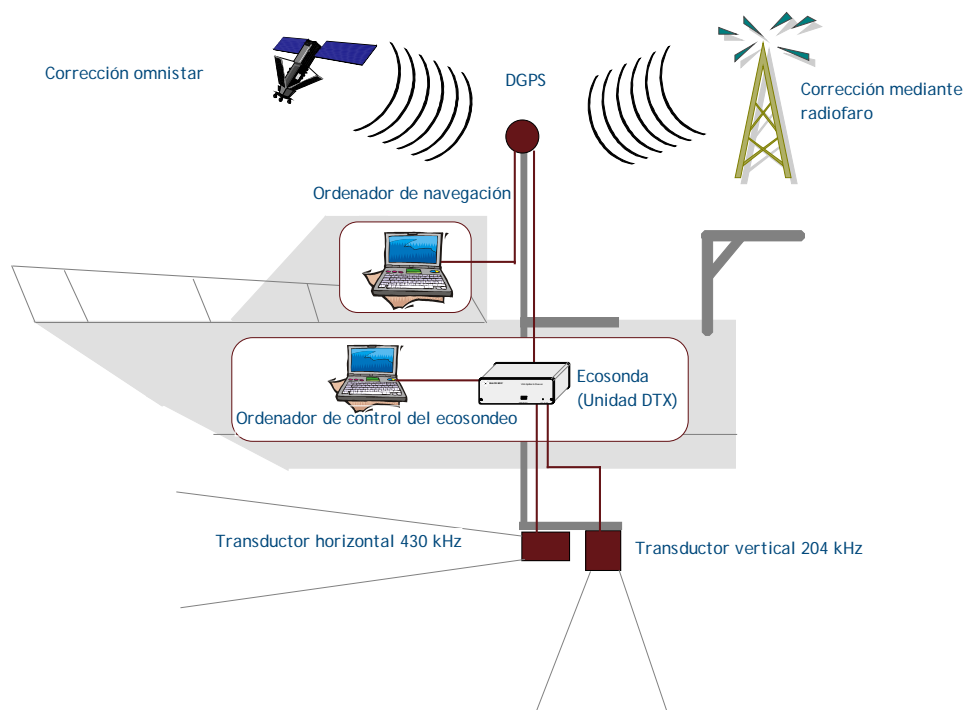 Corrección omnistar
DGPS
Corrección mediante
radiofaro
Ordenador de navegación
Ecosonda
(Unidad DTX)
Ordenador de control del ecosondeo
Transductor horizontal 430 kHz
Transductor vertical 204 kHz